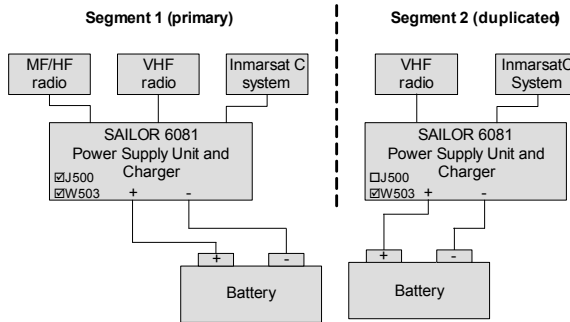 Segment 1 (primary)
Segment 2 (duplicated)
MF/HF
radio
VHF
radio
Inmarsat C
system
VHF
radio
InmarsatC
System
SAILOR 6081
Power Supply Unit and
Charger
☑J500
☑W503
+ -
SAILOR 6081
Power Supply Unit and
Charger
☐J500
☑W503
+ -
+ -
Battery
+ -
Battery